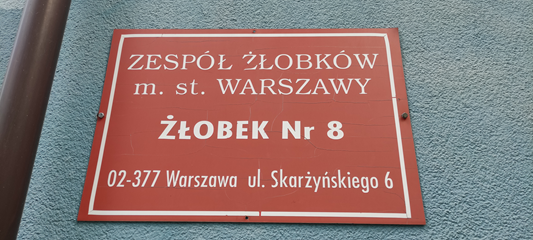 ZESPÓŁ ŻŁOBKÓW
m. st. WARSZAWY
ŻŁOBEK Nr 8
02-377 Warszawa ul. Skarżyńskiego 6